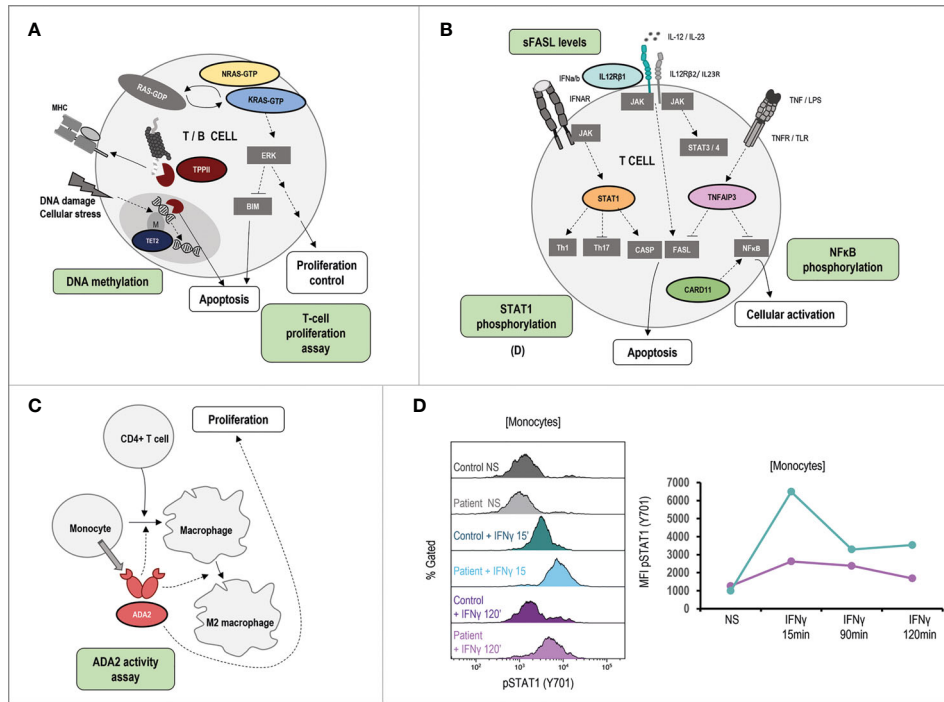 A
NRAS-GTP
RAS-GDP
KRAS-GTP
MHC
T / B CELL
ERK
TPPII
DNA damage
Cellular stress
BIM
M
TET2
DNA methylation
Apoptosis
Proliferation
control
T-cell
proliferation
assay
B
sFASL levels
IL-12 / IL-23
IFNa/b
IL12Rβ1
IL12Rβ2/ IL23R
IFNAR
JAK
JAK
JAK
TNF / LPS
STAT3 / 4
TNFR / TLR
T CELL
STAT1
TNFAIP3
Th1
Th17
CASP
FASL
NFκB
NFκB
phosphorylation
CARD11
STAT1
phosphorylation
(D)
Cellular activation
Apoptosis
C
Proliferation
CD4+ T cell
Monocyte
Macrophage
ADA2
M2 macrophage
ADA2 activity
assay
D
[Monocytes]
Control NS
Patient NS
Control + IFNγ 15'
Patient + IFNγ 15
Control
+ IFNγ 120'
Patient
+ IFNγ 120'
% Gated
10² 10³ 10⁴ 10⁵
pSTAT1 (Y701)
[Monocytes]
MFI pSTAT1 (Y701)
7000
6000
5000
4000
3000
2000
1000
0
NS IFNγ IFNγ IFNγ
15min 90min 120min